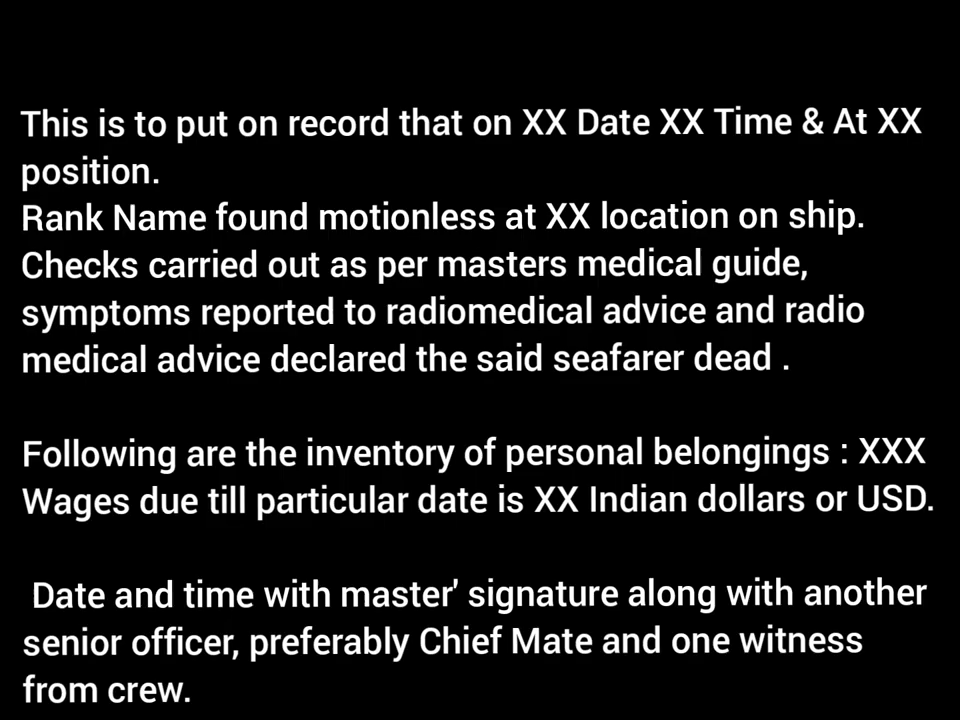 This is to put on record that on XX Date XX Time & At XX
position.
Rank Name found motionless at XX location on ship.
Checks carried out as per masters medical guide,
symptoms reported to radiomedical advice and radio
medical advice declared the said seafarer dead .
Following are the inventory of personal belongings : XXX
Wages due till particular date is XX Indian dollars or USD.
Date and time with master' signature along with another
senior officer, preferably Chief Mate and one witness
from crew.